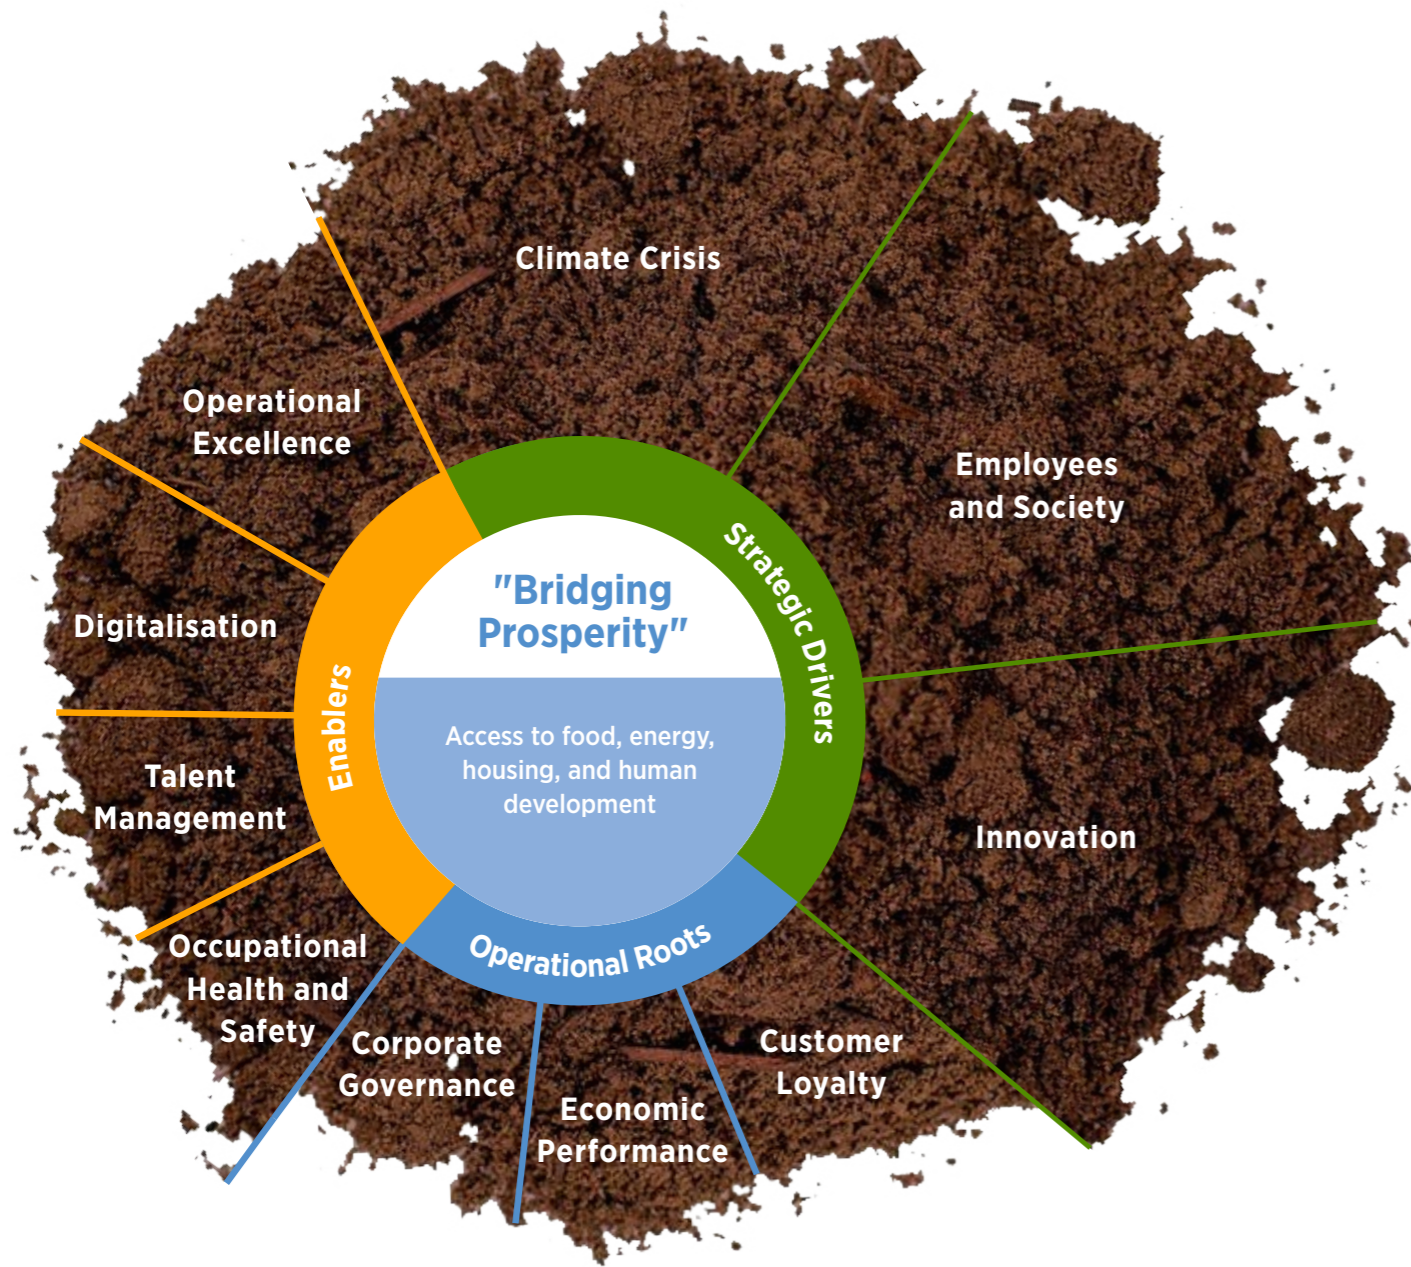 Climate Crisis
Operational
Excellence
Employees
and Society
Strategic Drivers
"Bridging
Prosperity"
Digitalisation
Enablers
Access to food, energy,
housing, and human
development
Talent
Management
Innovation
Operational Roots
Occupational
Health and
Safety
Corporate
Governance
Customer
Loyalty
Economic
Performance